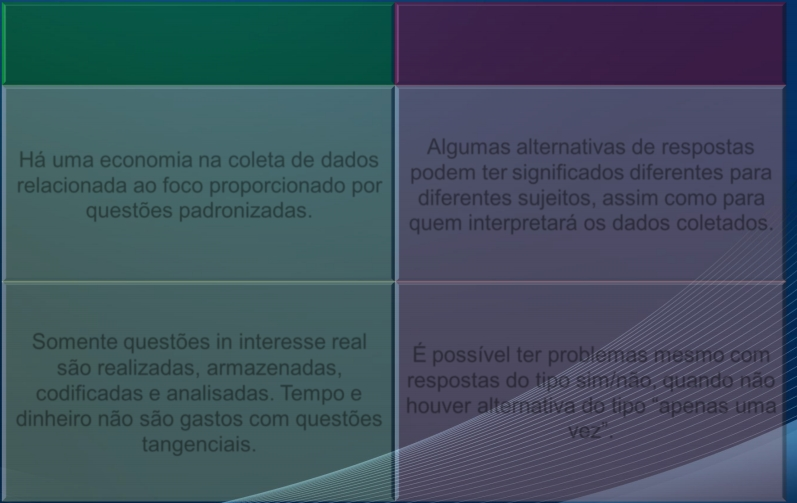 Há uma economia na coleta de dados
relacionada ao foco proporcionado por
questões padronizadas.
Algumas alternativas de respostas
podem ter significados diferentes para
diferentes sujeitos, assim como para
quem interpretará os dados coletados.
Somente questões in interesse real
são realizadas, armazenadas,
codificadas e analisadas. Tempo e
dinheiro não são gastos com questões
tangenciais.
É possível ter problemas mesmo com
respostas do tipo sim/não, quando não
houver alternativa do tipo “apenas uma
vez”.